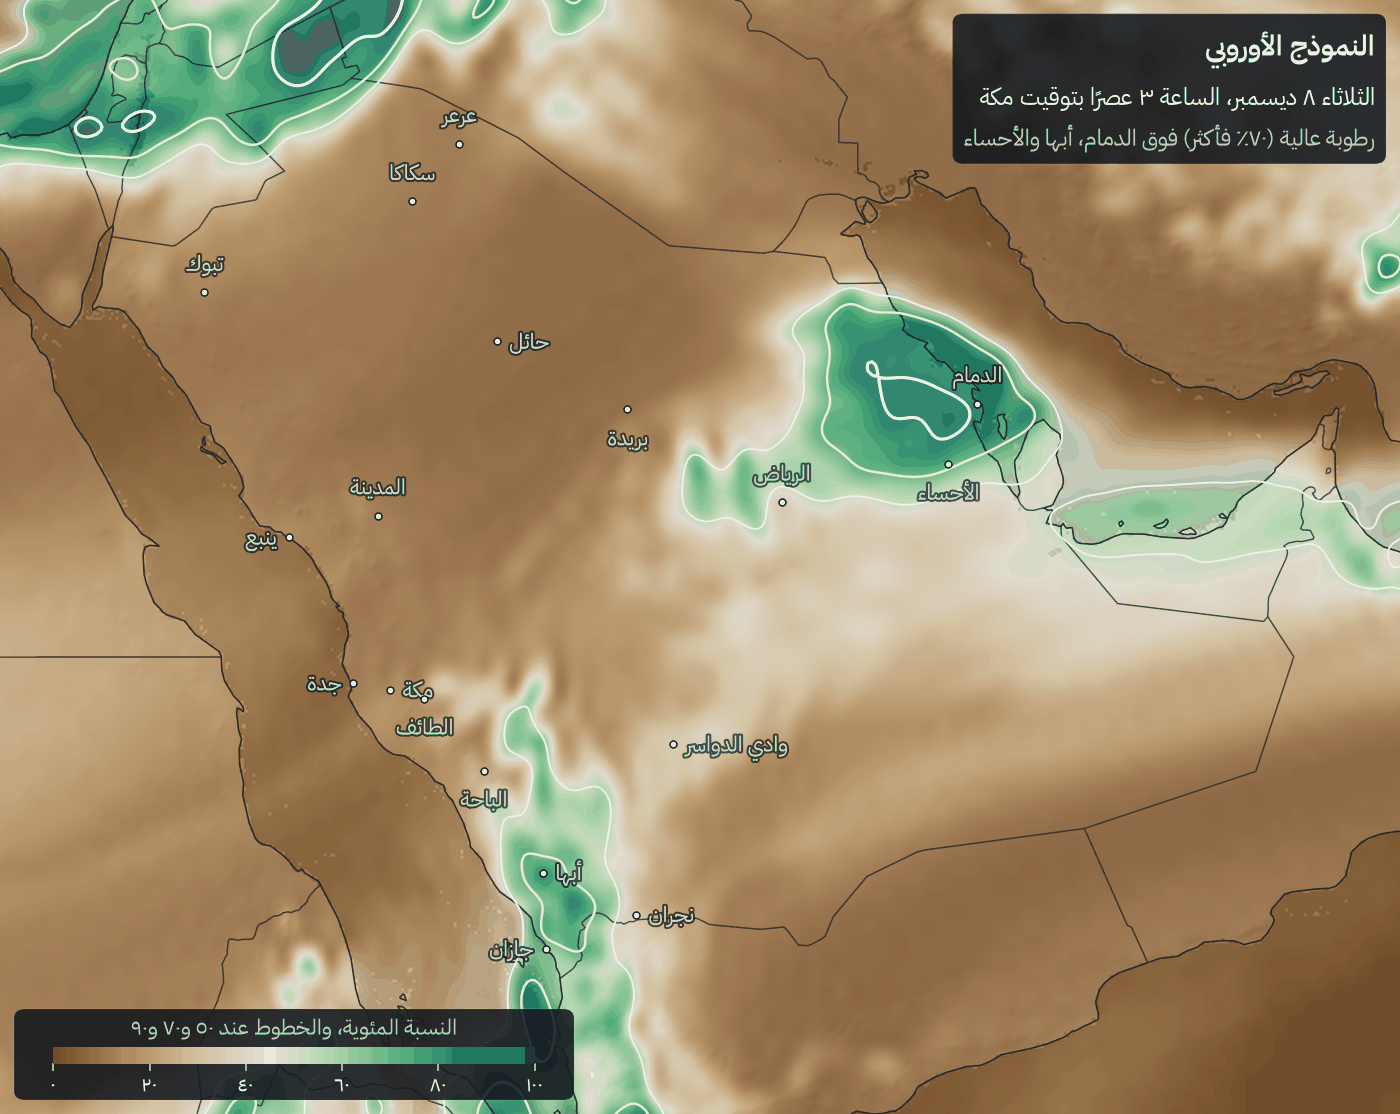 النموذج الأوروبي
الثلاثاء ٨ ديسمبر، الساعة ٣ عصرًا بتوقيت مكة
رطوبة عالية (٧٠٪ فأكثر) فوق الدمام، أبها والأحساء
عرعر
سكاكا
تبوك
حائل
الدمام
بريدة
الرياض
المدينة
الأحساء
ينبع
جدة
مكة
الطائف
وادي الدواسر
الباحة
أبها
نجران
جازان
النسبة المئوية، والخطوط عند ٥٠ و٧٠ و٩٠
٠ ٢٠ ٤٠ ٦٠ ٨٠ ١٠٠